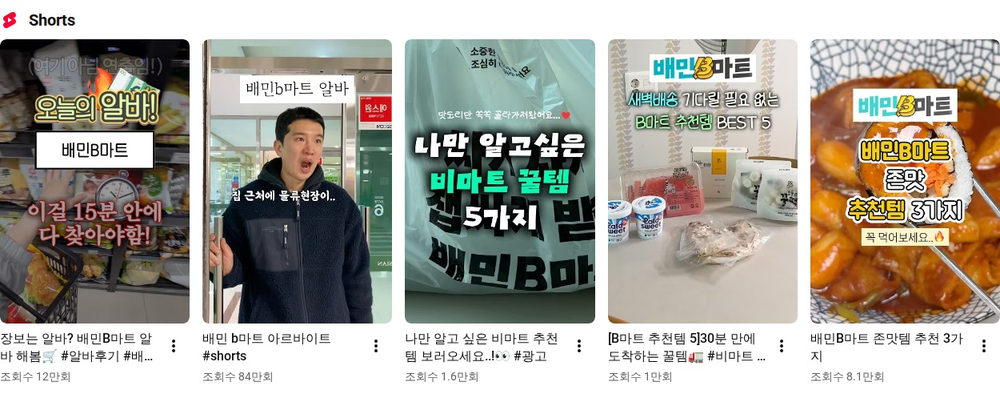 Shorts
(여기 아님 연출임!)
오늘의 알바!
배민B마트
이걸 15분 안에
다 찾아야함!
장보는 알바? 배민B마트 알
바 해봄🛒 #알바후기 #배...
조회수 12만회
배민b마트 알바
집 근처에 물류현장이..
배민 b마트 아르바이트
#shorts
조회수 84만회
소중한
조심히
맛도리만 쏙쏙 골라가져왔어요...♥
나만 알고싶은
비마트 꿀템
5가지
배민B마
나만 알고 싶은 비마트 추천
템 보러오세요..!👀 #광고
조회수 1.6만회
배민B마트
새벽배송 기다릴 필요 없는
B마트 추천템 BEST 5
[B마트 추천템 5]30분 만에
도착하는 꿀템🚛 #비마트 ...
조회수 1만회
배민B마트
배민B마트
존맛
추천템 3가지
꼭 먹어보세요..🔥
배민B마트 존맛템 추천 3가
지
조회수 8.1만회